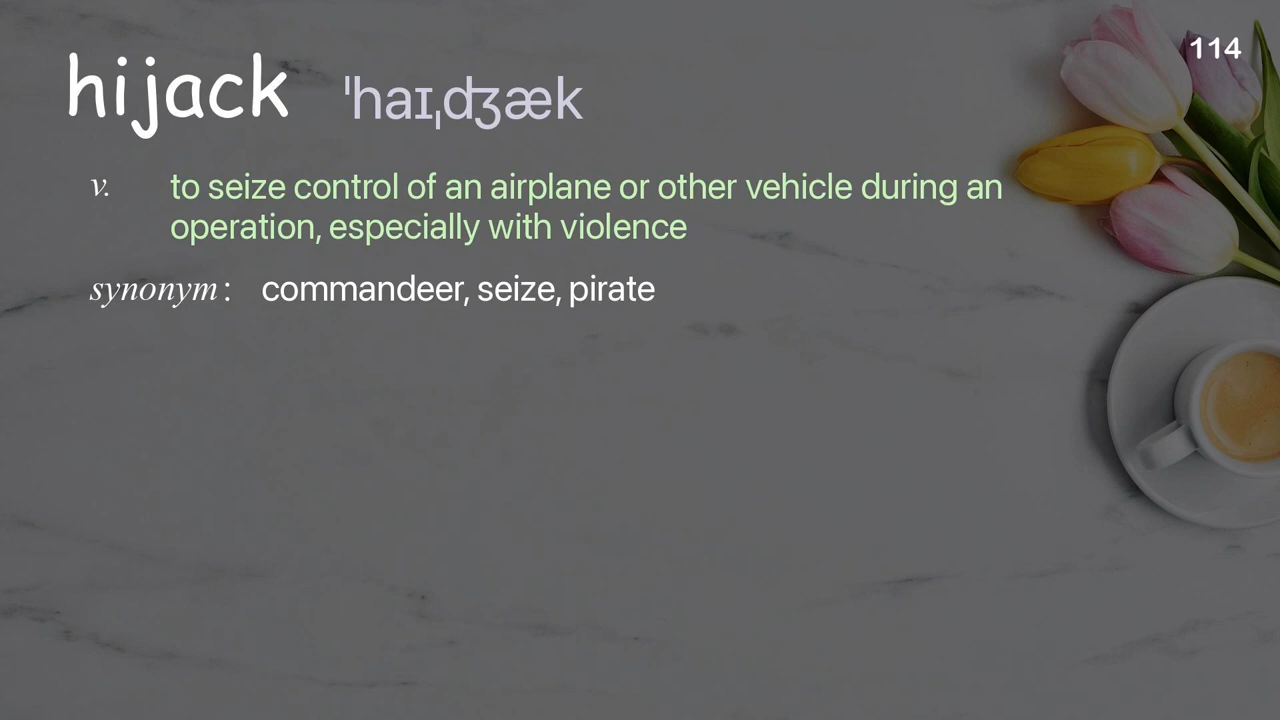 114
hijack ˈhaɪˌdʒæk
v. to seize control of an airplane or other vehicle during an
operation, especially with violence
synonym: commandeer, seize, pirate